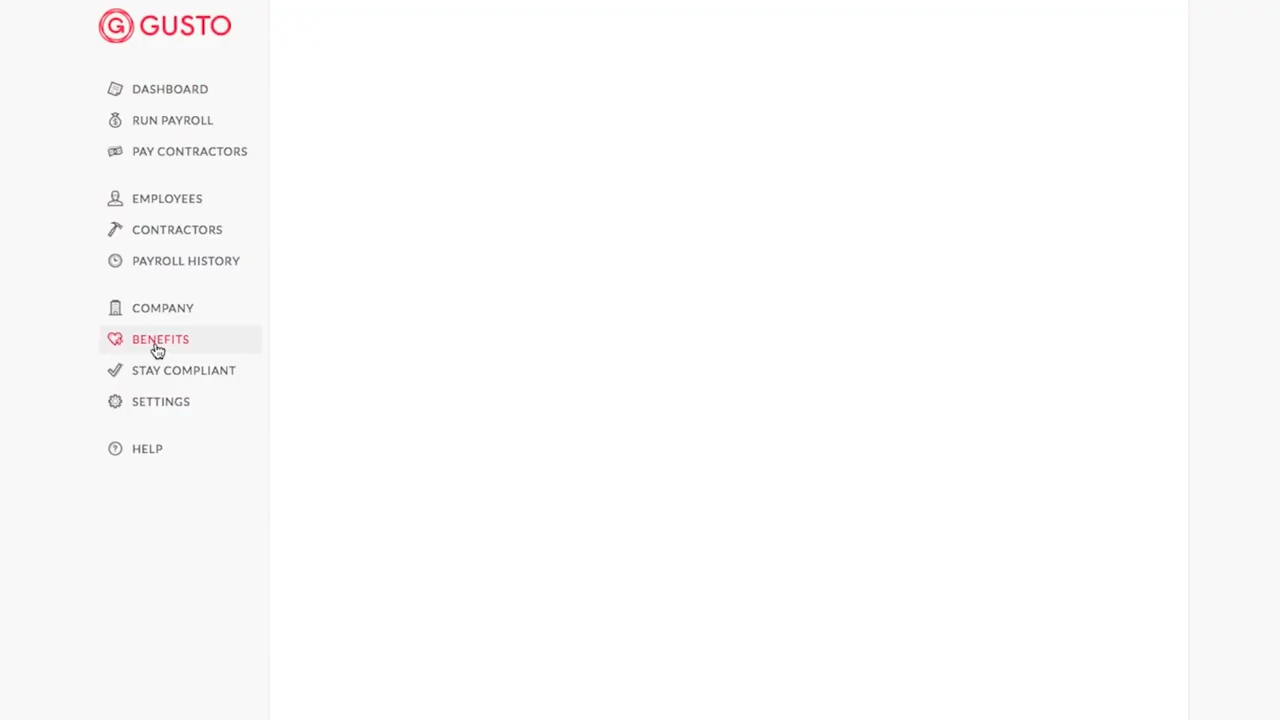 GUSTO
DASHBOARD
RUN PAYROLL
PAY CONTRACTORS
EMPLOYEES
CONTRACTORS
PAYROLL HISTORY
COMPANY
BENEFITS
STAY COMPLIANT
SETTINGS
HELP